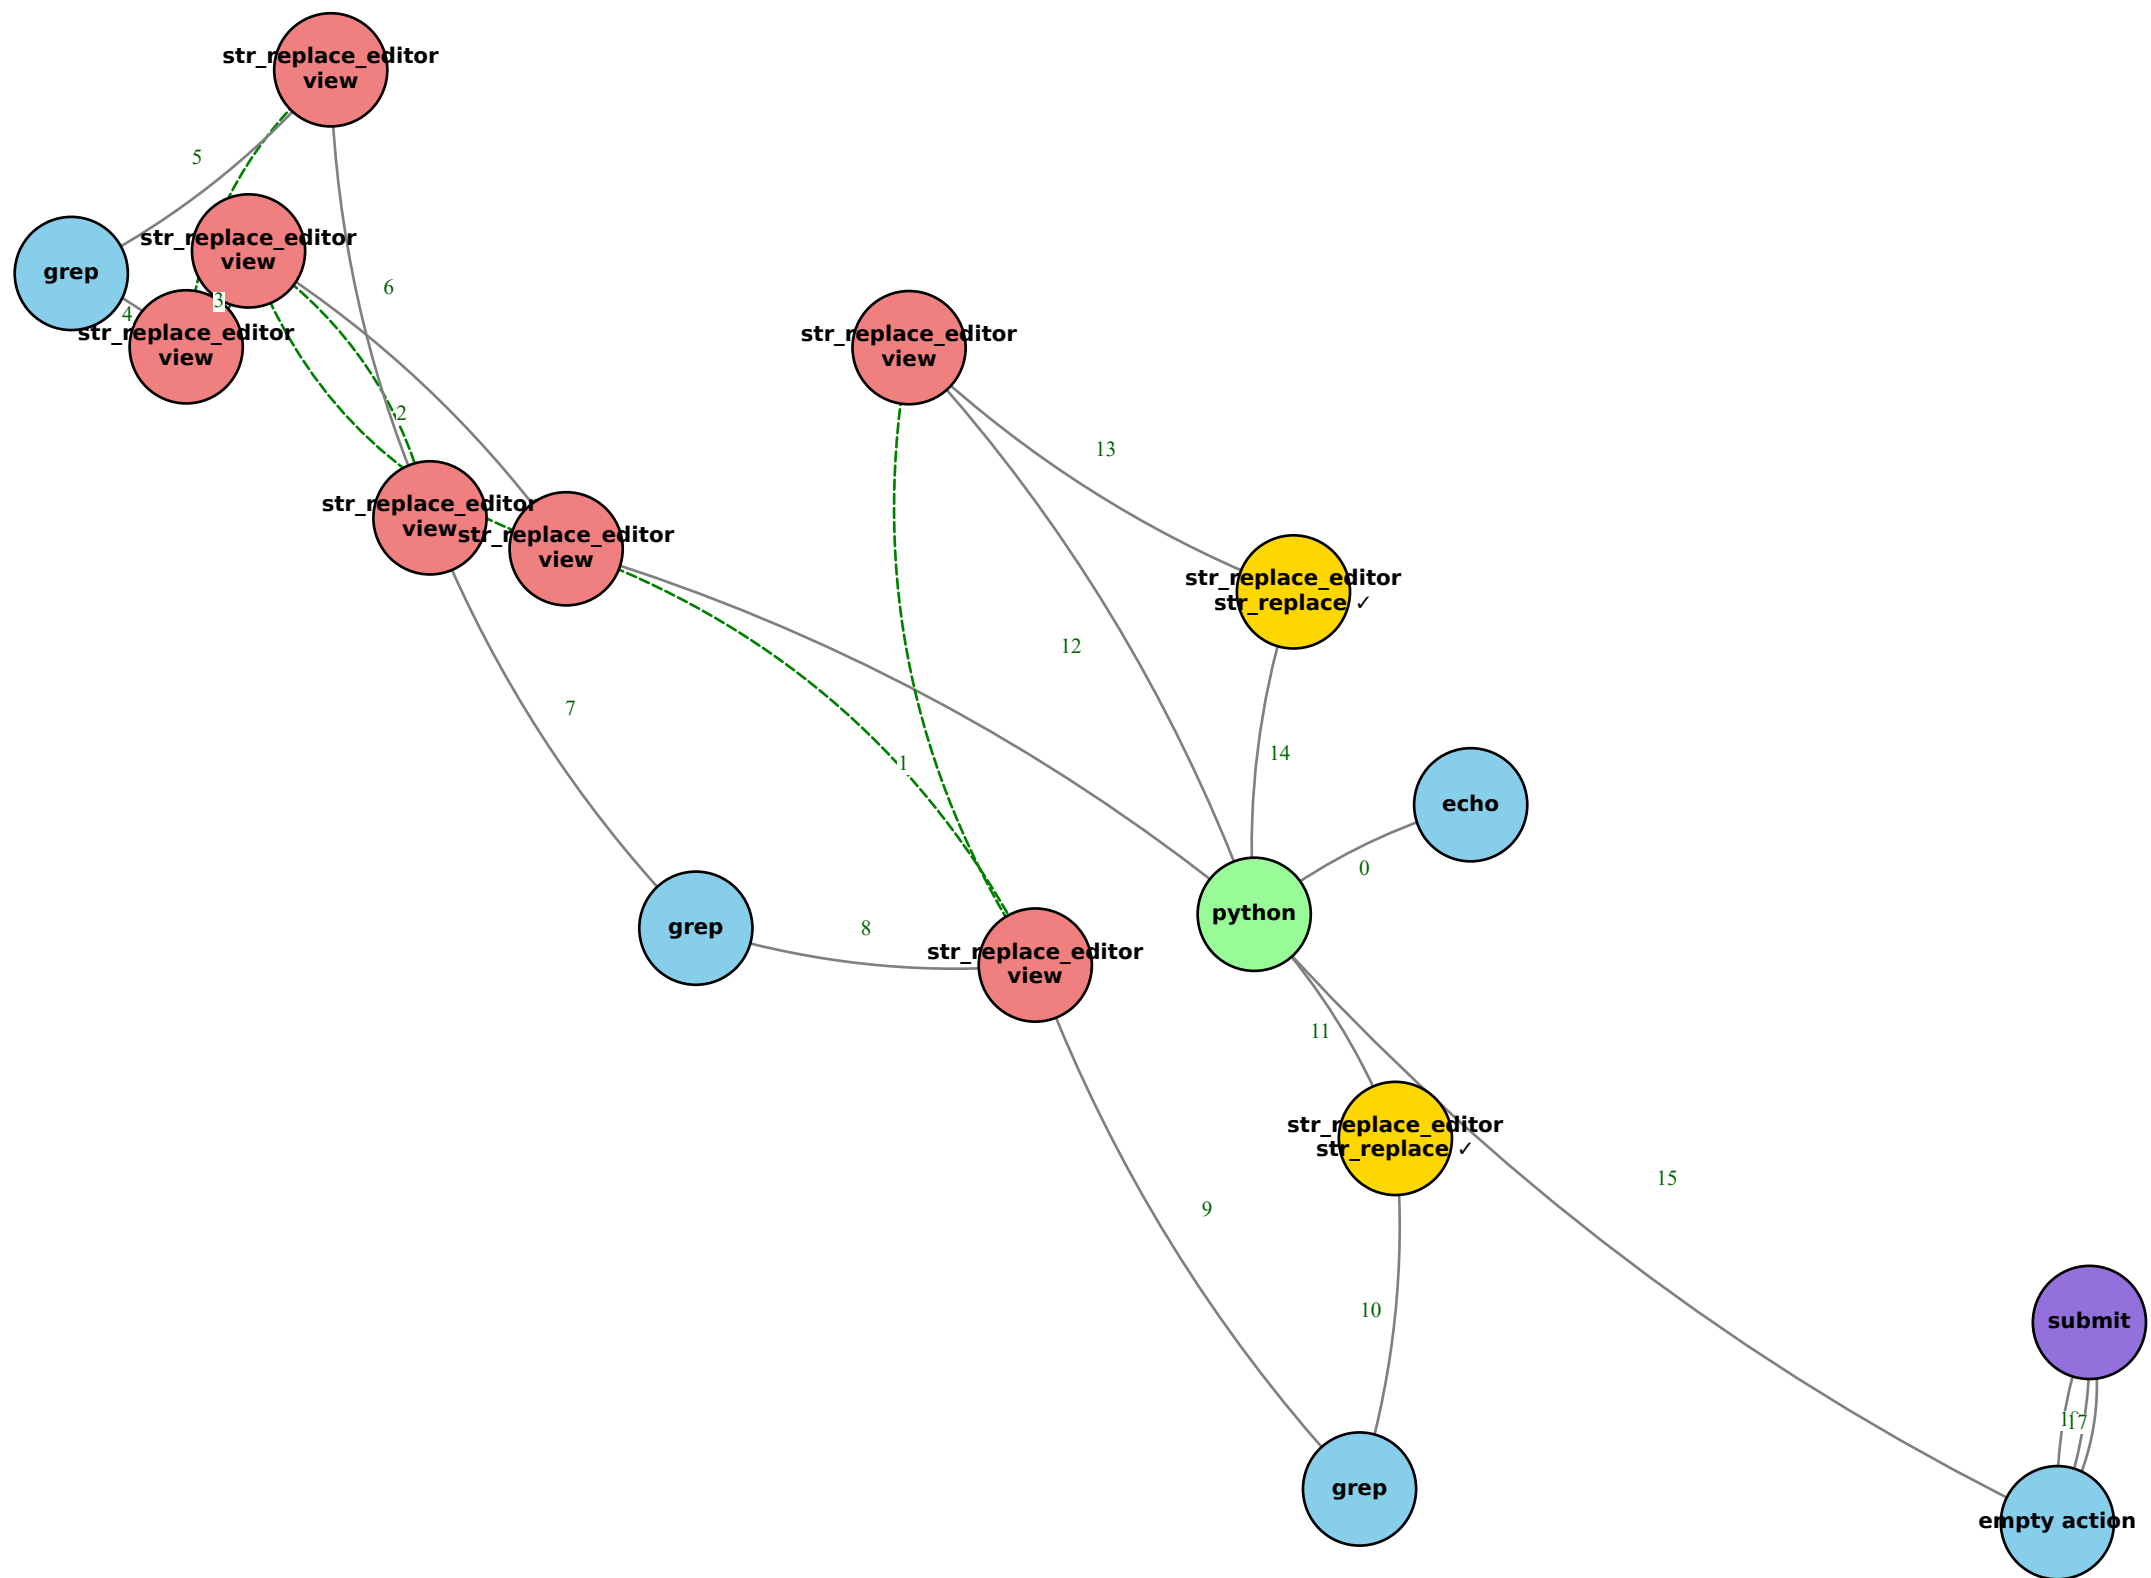 str_replace_editor
view
5
str_replace_editor
view
grep
6
3
4
str_replace_editor
view
str_replace_editor
view
2
13
str_replace_editor
view
str_replace_editor
view
str_replace_editor
str_replace ✓
12
7
14
1
echo
0
python
grep
8
str_replace_editor
view
11
str_replace_editor
str_replace ✓
15
9
10
submit
17
grep
empty action